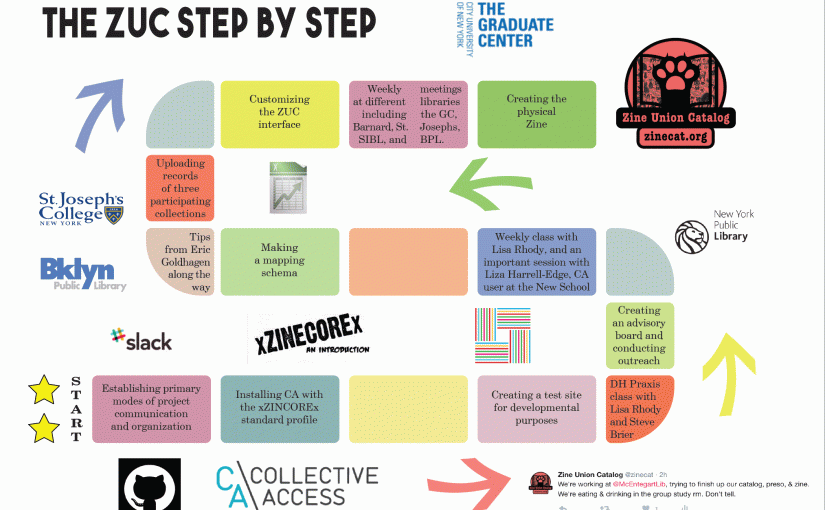 THE ZUC STEP BY STEP
CITY UNIVERSITY
OF NEW YORK
THE
GRADUATE
CENTER
Zine Union Catalog
zinecat.org
Customizing
the ZUC
interface
Weekly meetings
at different libraries
including the GC,
Barnard, St. Josephs,
SIBL, and BPL.
Creating the
physical
Zine
Uploading
records
of three
participating
collections
St. Joseph's
College
NEW YORK
New York
Public
Library
Tips
from Eric
Goldhagen
along the
way
Making
a mapping
schema
Weekly class with
Lisa Rhody, and an
important session with
Liza Harrell-Edge, CA
user at the New School
Bklyn
Public Library
slack
xZINECOREx
AN INTRODUCTION
Creating
an advisory
board and
conducting
outreach
START
Establishing primary
modes of project
communication
and organization
Installing CA with
the xZINCOREx
standard profile
Creating a test site
for developmental
purposes
DH Praxis
class with
Lisa Rhody
and Steve
Brier
CA COLLECTIVE
ACCESS
Zine Union Catalog @zinecat · 2h
We're working at @McEntegartLib, trying to finish up our catalog, preso, & zine.
We're eating & drinking in the group study rm. Don't tell.